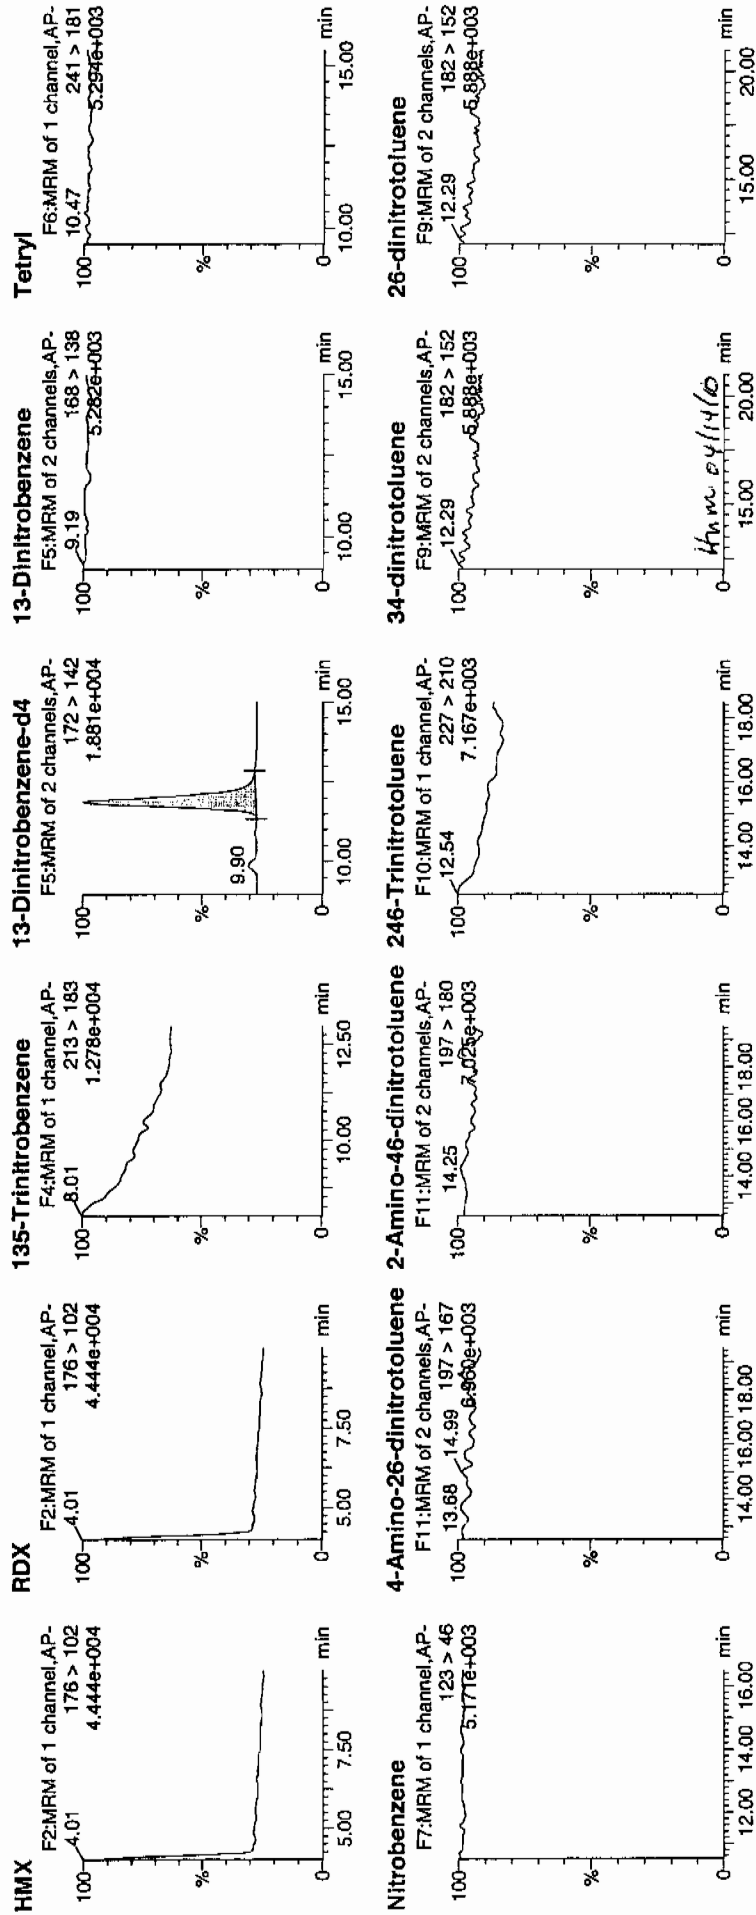 HMX
F2:MRM of 1 channel,AP-
4.01
176 > 102
4.444e+004
100
%
0
5.00
7.50
min
RDX
F2:MRM of 1 channel,AP-
4.01
176 > 102
4.444e+004
100
%
0
5.00
7.50
min
135-Trinitrobenzene
F4:MRM of 1 channel,AP-
8.01
213 > 183
1.278e+004
100
%
0
10.00
12.50
min
13-Dinitrobenzene-d4
F5:MRM of 2 channels,AP-
172 > 142
1.881e+004
100
9.90
%
0
10.00
15.00
min
13-Dinitrobenzene
F5:MRM of 2 channels,AP-
9.19
168 > 138
5.282e+003
100
%
0
10.00
15.00
min
Tetryl
F6:MRM of 1 channel,AP-
10.47
241 > 181
5.294e+003
100
%
0
10.00
15.00
min
Nitrobenzene
F7:MRM of 1 channel,AP-
123 > 46
5.171e+003
100
%
0
12.00
14.00
16.00
min
4-Amino-26-dinitrotoluene
F11:MRM of 2 channels,AP-
13.68
14.99
197 > 167
6.960e+003
100
%
0
14.00
16.00
18.00
min
2-Amino-46-dinitrotoluene
F11:MRM of 2 channels,AP-
14.25
197 > 180
7.025e+003
100
%
0
14.00
16.00
18.00
min
246-Trinitrotoluene
F10:MRM of 1 channel,AP-
12.54
227 > 210
7.167e+003
100
%
0
14.00
16.00
18.00
min
34-dinitrotoluene
F9:MRM of 2 channels,AP-
12.29
182 > 152
5.888e+003
100
%
0
15.00
20.00
min
04/14/10
26-dinitrotoluene
F9:MRM of 2 channels,AP-
12.29
182 > 152
5.888e+003
100
%
0
15.00
20.00
min